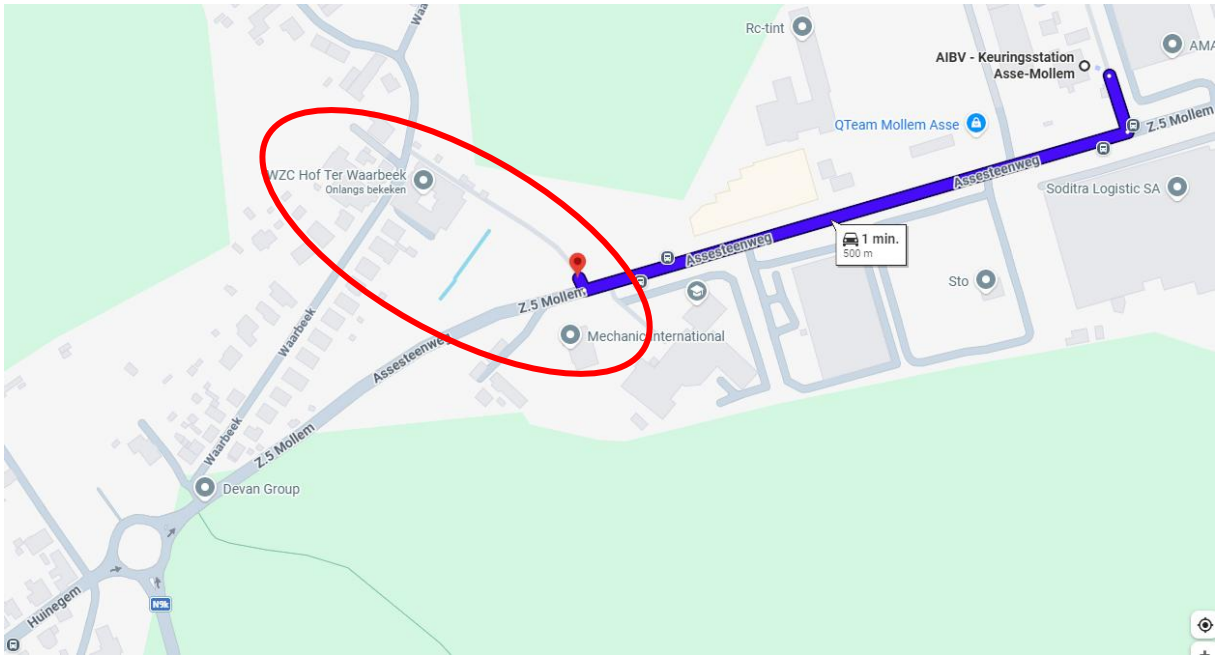 Rc-tint
AIBV - Keuringsstation
Asse-Mollem
AMA
QTeam Mollem Asse
Z.5 Mollem
Assesteenweg
Soditra Logistic SA
Waa
WZC Hof Ter Waarbeek
Onlangs bekeken
Assesteenweg
1 min.
500 m
Sto
Z.5 Mollem
Mechanic International
Waarbeek
Assesteenweg
Waarbeek
Z.5 Mollem
Devan Group
Huinegem